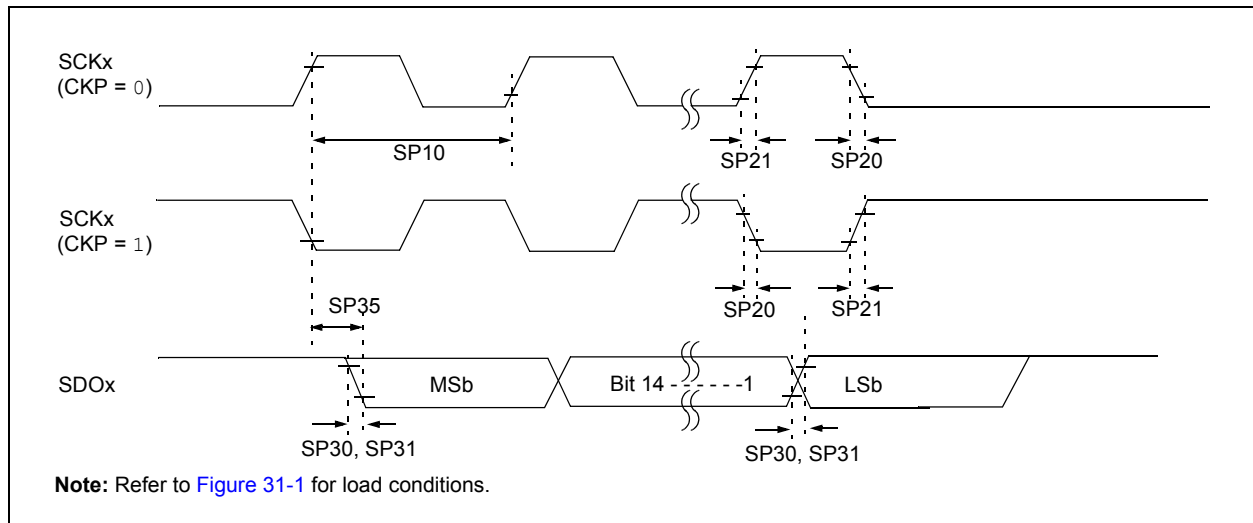 SCKx
(CKP = 0)
SP10
SP21
SP20
SCKx
(CKP = 1)
SP35
SP20
SP21
SDOx
MSb
Bit 14 - - - - - -1
LSb
SP30, SP31
SP30, SP31
Note: Refer to Figure 31-1 for load conditions.